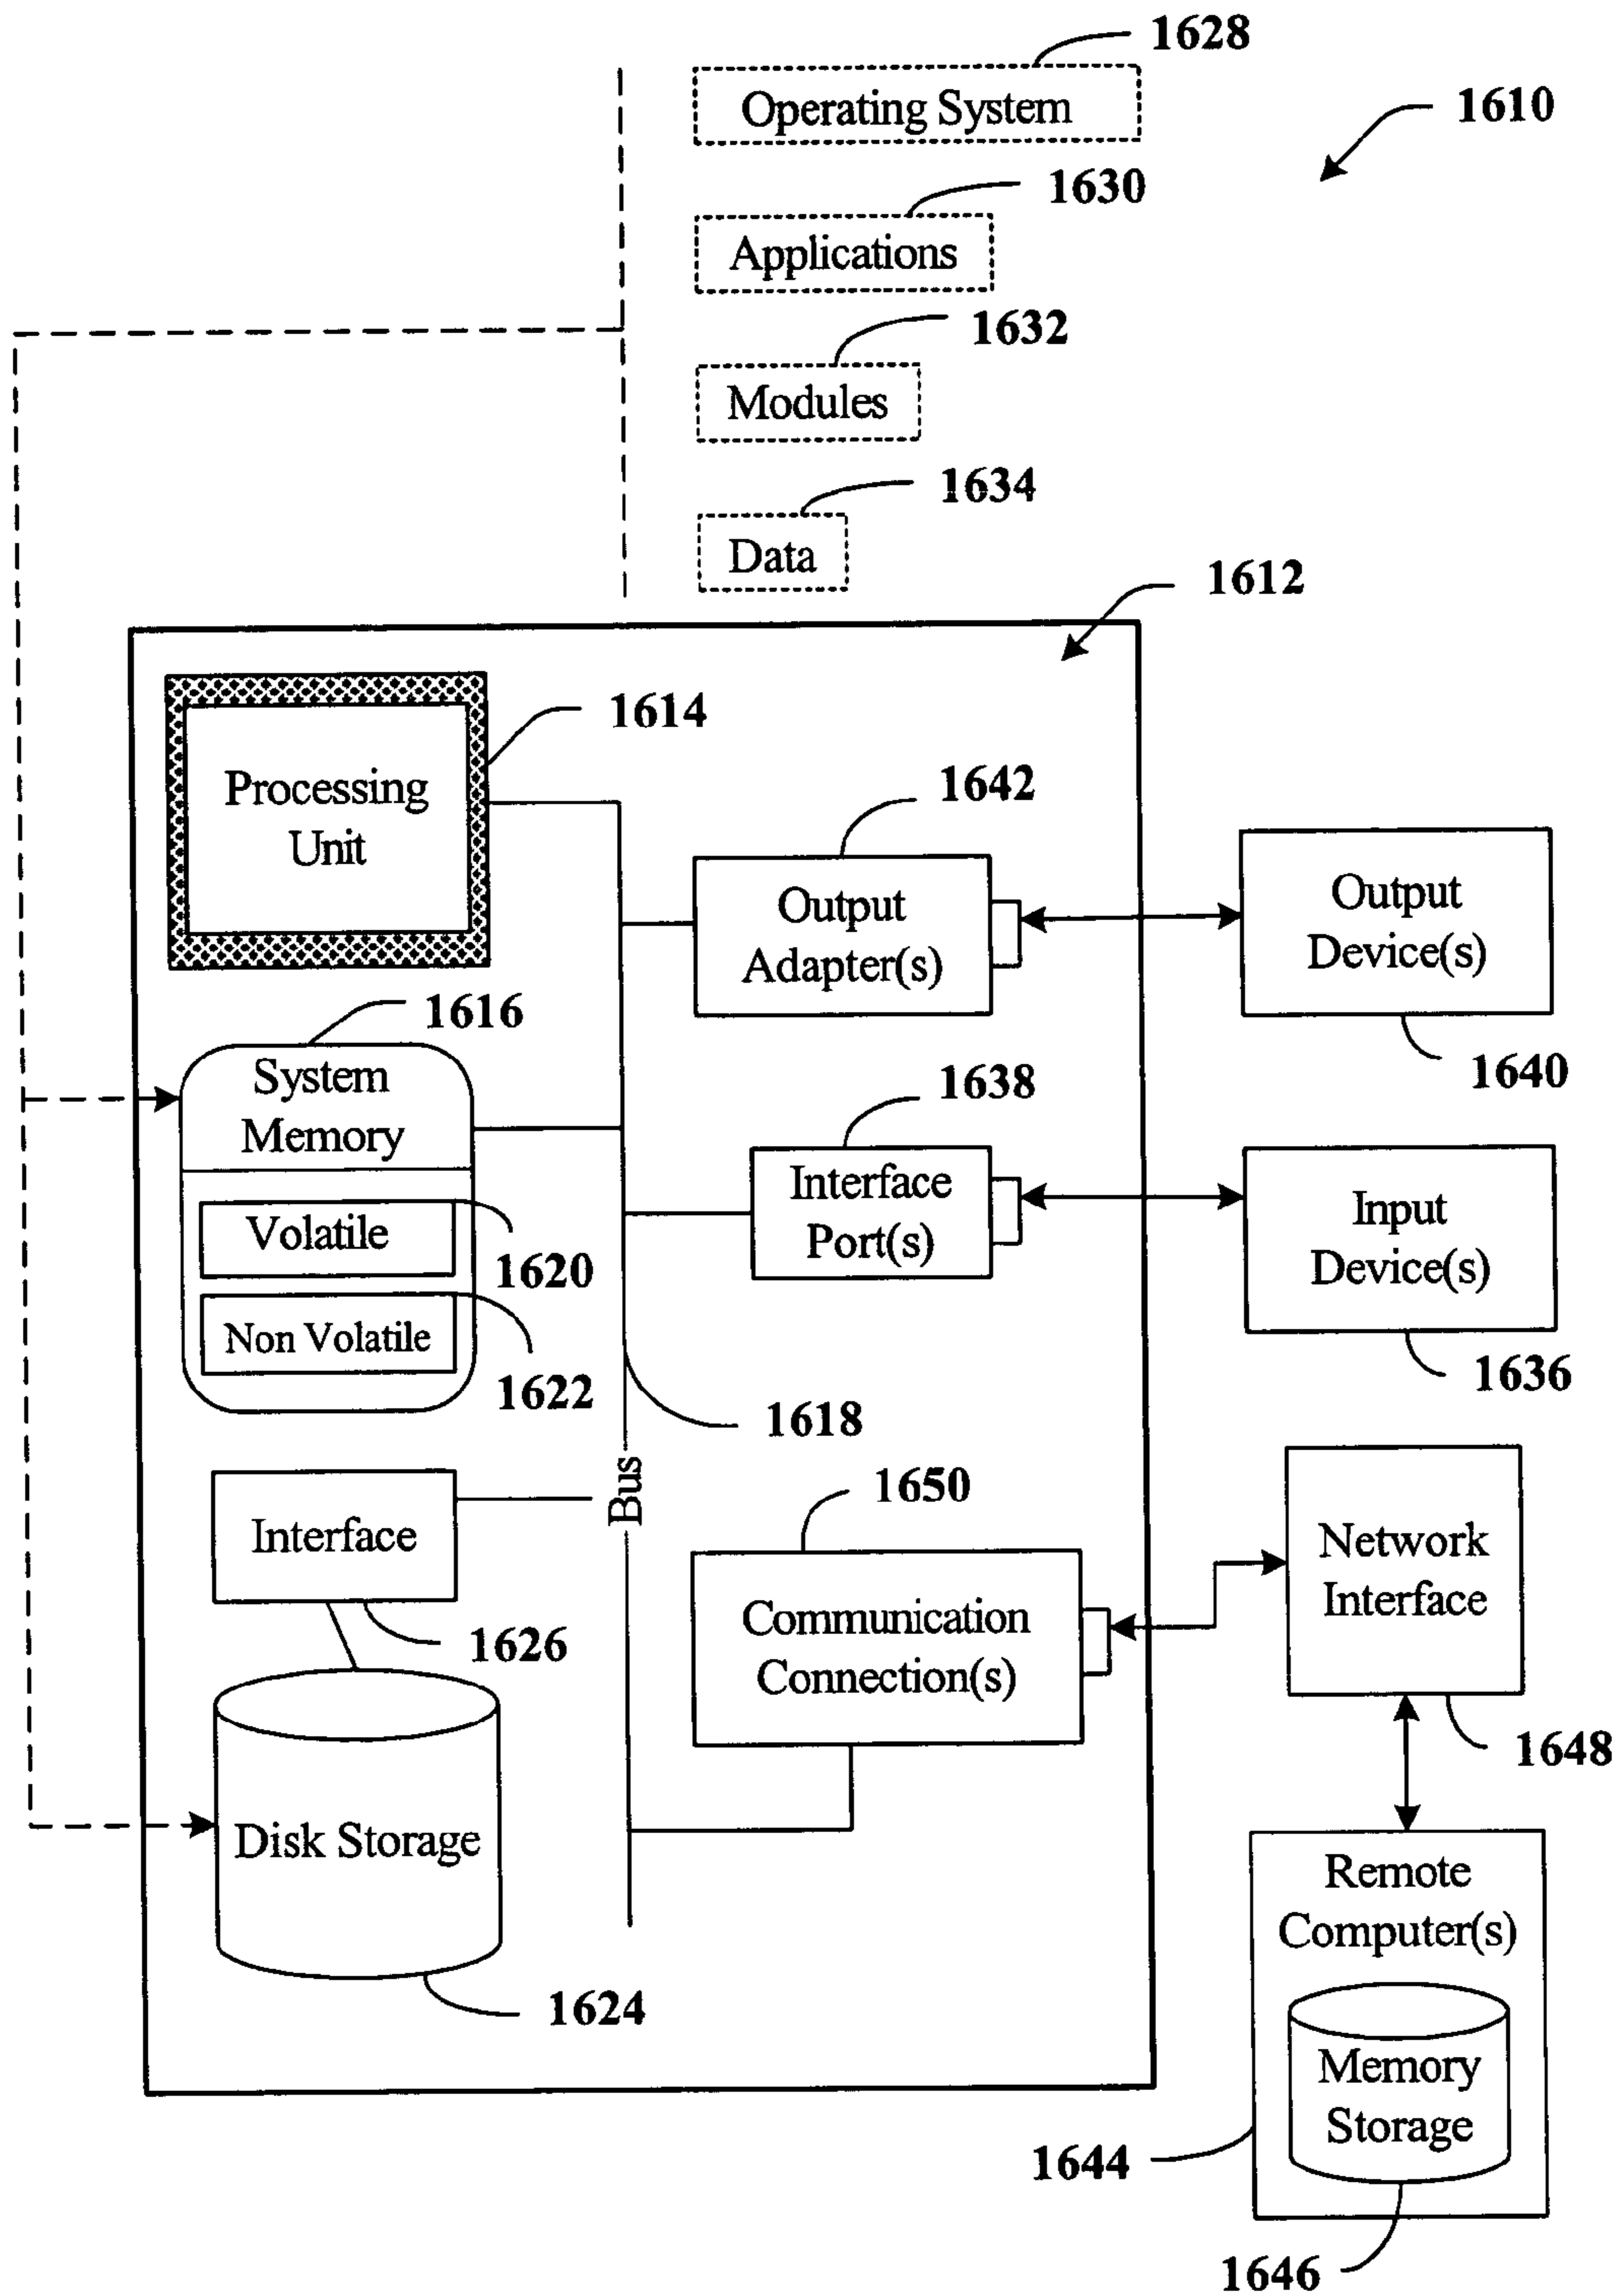 1628
Operating System
1610
1630
Applications
1632
Modules
1634
Data
1612
1614
Processing
Unit
1642
Output
Adapter(s)
Output
Device(s)
1640
1616
System
Memory
1638
Interface
Port(s)
Input
Device(s)
1636
Volatile
1620
Non Volatile
1622
1618
Bus
Interface
1626
1650
Communication
Connection(s)
Network
Interface
1648
Disk Storage
1624
Remote
Computer(s)
Memory
Storage
1644
1646